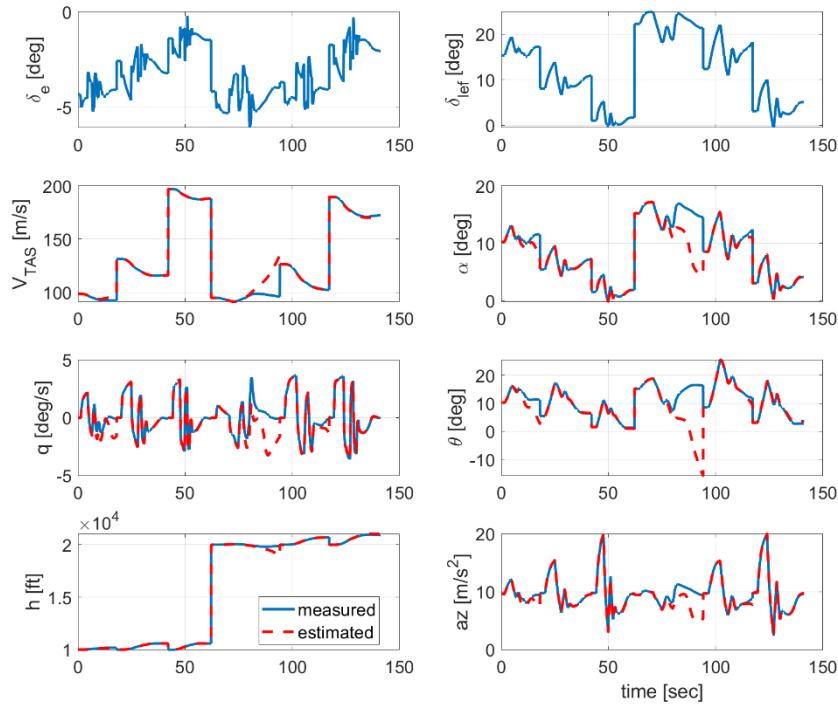 0
-5
δe [deg]
0 50 100 150
20
10
0
δlef [deg]
0 50 100 150
200
150
100
VTAS [m/s]
0 50 100 150
20
10
0
α [deg]
0 50 100 150
5
0
-5
q [deg/s]
0 50 100 150
20
10
0
-10
θ [deg]
0 50 100 150
×10⁴
2
1.5
1
h [ft]
measured
estimated
0 50 100 150
20
10
0
az [m/s²]
0 50 100 150
time [sec]